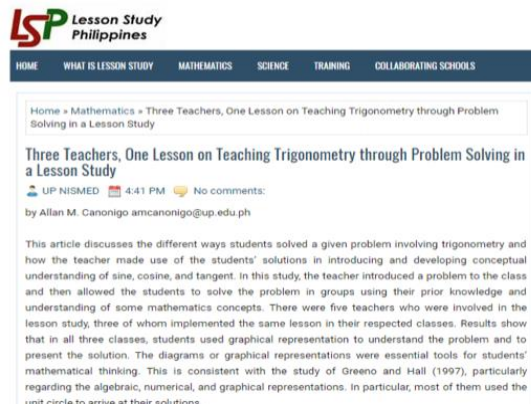 LSP Lesson Study
Philippines
HOME WHAT IS LESSON STUDY MATHEMATICS SCIENCE TRAINING COLLABORATING SCHOOLS
Home » Mathematics » Three Teachers, One Lesson on Teaching Trigonometry through Problem
Solving in a Lesson Study
Three Teachers, One Lesson on Teaching Trigonometry through Problem Solving in
a Lesson Study
UP NISMED 4:41 PM No comments:
by Allan M. Canonigo amcanonigo@up.edu.ph
This article discusses the different ways students solved a given problem involving trigonometry and
how the teacher made use of the students' solutions in introducing and developing conceptual
understanding of sine, cosine, and tangent. In this study, the teacher introduced a problem to the class
and then allowed the students to solve the problem in groups using their prior knowledge and
understanding of some mathematics concepts. There were five teachers who were involved in the
lesson study, three of whom implemented the same lesson in their respected classes. Results show
that in all three classes, students used graphical representation to understand the problem and to
present the solution. The diagrams or graphical representations were essential tools for students'
mathematical thinking. This is consistent with the study of Greeno and Hall (1997), particularly
regarding the algebraic, numerical, and graphical representations. In particular, most of them used the
unit circle to arrive at their solutions.